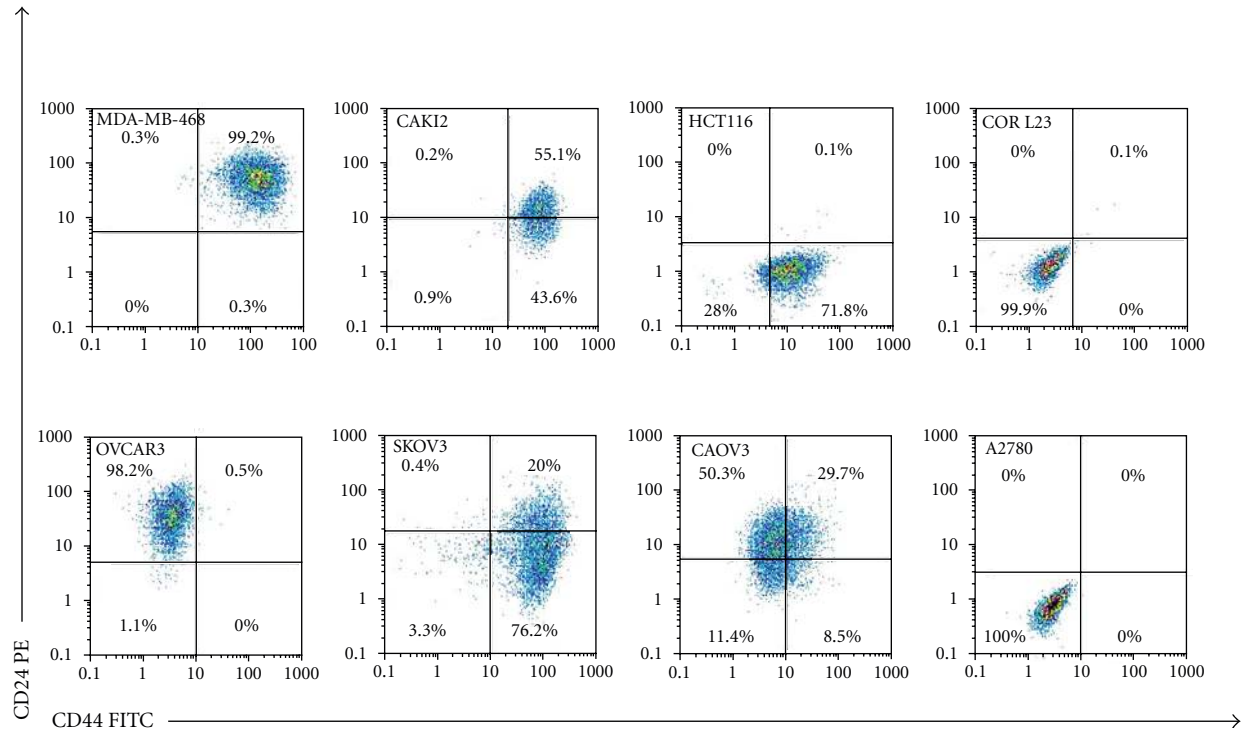 1000 1000 1000 1000
MDA-MB-468 CAKI2 HCT116 COR L23
0.3% 99.2% 0.2% 55.1% 0% 0.1% 0% 0.1%
100 100 100 100
10 10 10 10
1 1 1 1
0% 0.3% 0.9% 43.6% 28% 71.8% 99.9% 0%
0.1 0.1 0.1 0.1
0.1 1 10 100 100 0.1 1 10 100 1000 0.1 1 10 100 1000 0.1 1 10 100 1000
1000 1000 1000 1000
OVCAR3 SKOV3 CAOV3 A2780
98.2% 0.5% 0.4% 20% 50.3% 29.7% 0% 0%
100 100 100 100
10 10 10 10
1 1 1 1
1.1% 0% 3.3% 76.2% 11.4% 8.5% 100% 0%
0.1 0.1 0.1 0.1
0.1 1 10 100 1000 0.1 1 10 100 1000 0.1 1 10 100 1000 0.1 1 10 100 1000
CD24 PE
CD44 FITC